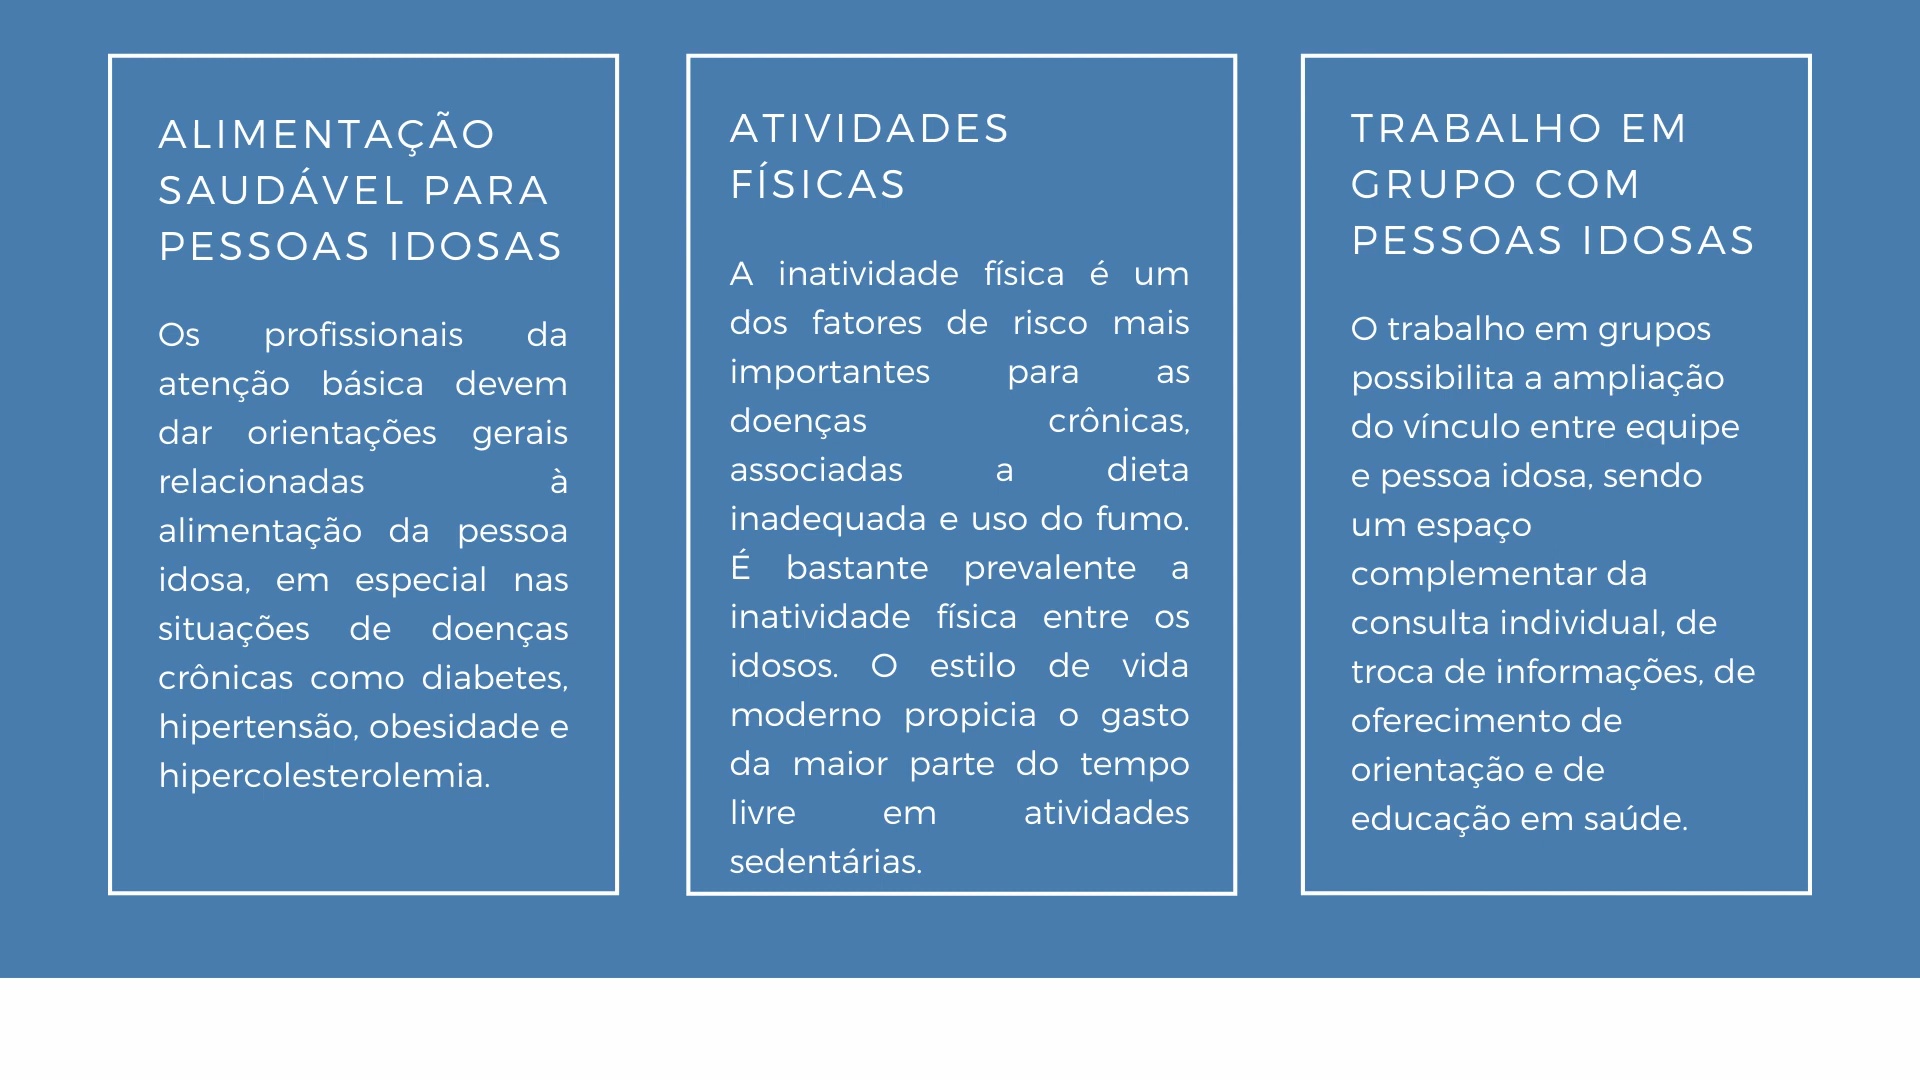 ALIMENTAÇÃO
SAUDÁVEL PARA
PESSOAS IDOSAS
Os profissionais da
atenção básica devem
dar orientações gerais
relacionadas à
alimentação da pessoa
idosa, em especial nas
situações de doenças
crônicas como diabetes,
hipertensão, obesidade e
hipercolesterolemia.
ATIVIDADES
FÍSICAS
A inatividade física é um
dos fatores de risco mais
importantes para as
doenças crônicas,
associadas a dieta
inadequada e uso do fumo.
É bastante prevalente a
inatividade física entre os
idosos. O estilo de vida
moderno propicia o gasto
da maior parte do tempo
livre em atividades
sedentárias.
TRABALHO EM
GRUPO COM
PESSOAS IDOSAS
O trabalho em grupos
possibilita a ampliação
do vínculo entre equipe
e pessoa idosa, sendo
um espaço
complementar da
consulta individual, de
troca de informações, de
oferecimento de
orientação e de
educação em saúde.